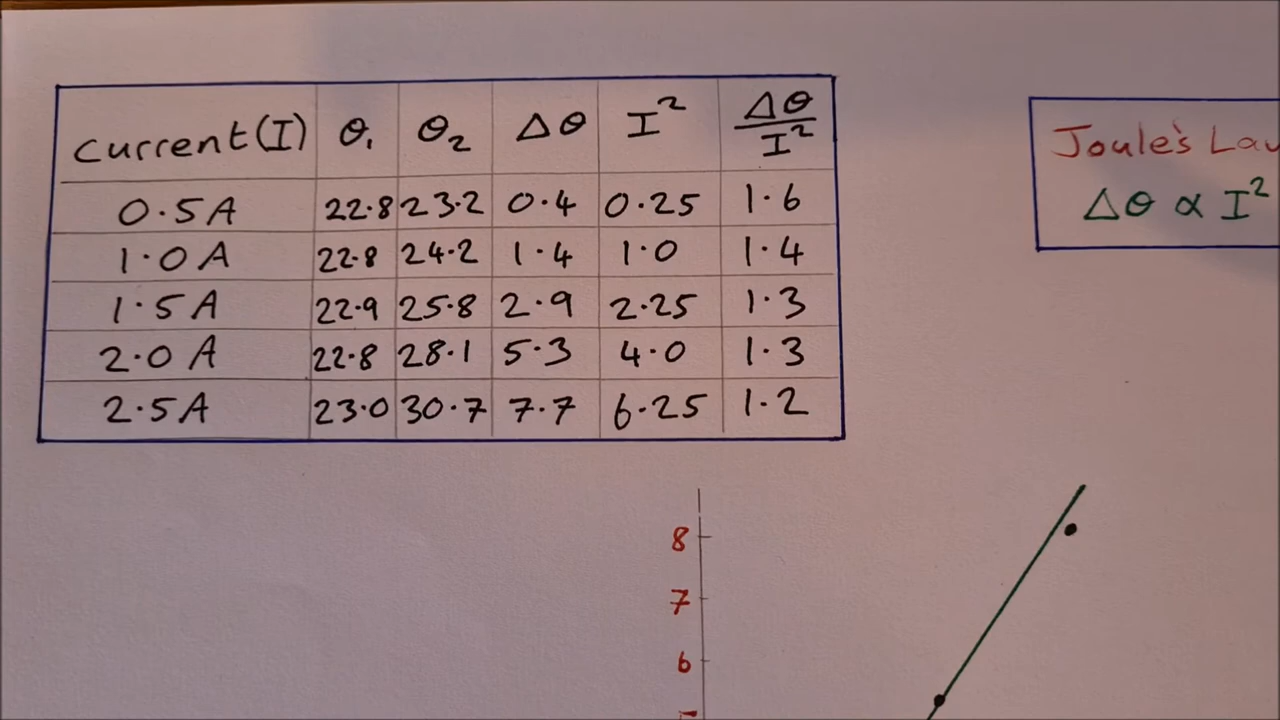 current(I) θ₁ θ₂ Δθ I² Δθ/I²
0.5A 22.8 23.2 0.4 0.25 1.6
1.0A 22.8 24.2 1.4 1.0 1.4
1.5A 22.9 25.8 2.9 2.25 1.3
2.0A 22.8 28.1 5.3 4.0 1.3
2.5A 23.0 30.7 7.7 6.25 1.2
Joule's
Δθ ∝ I²
8
7
6